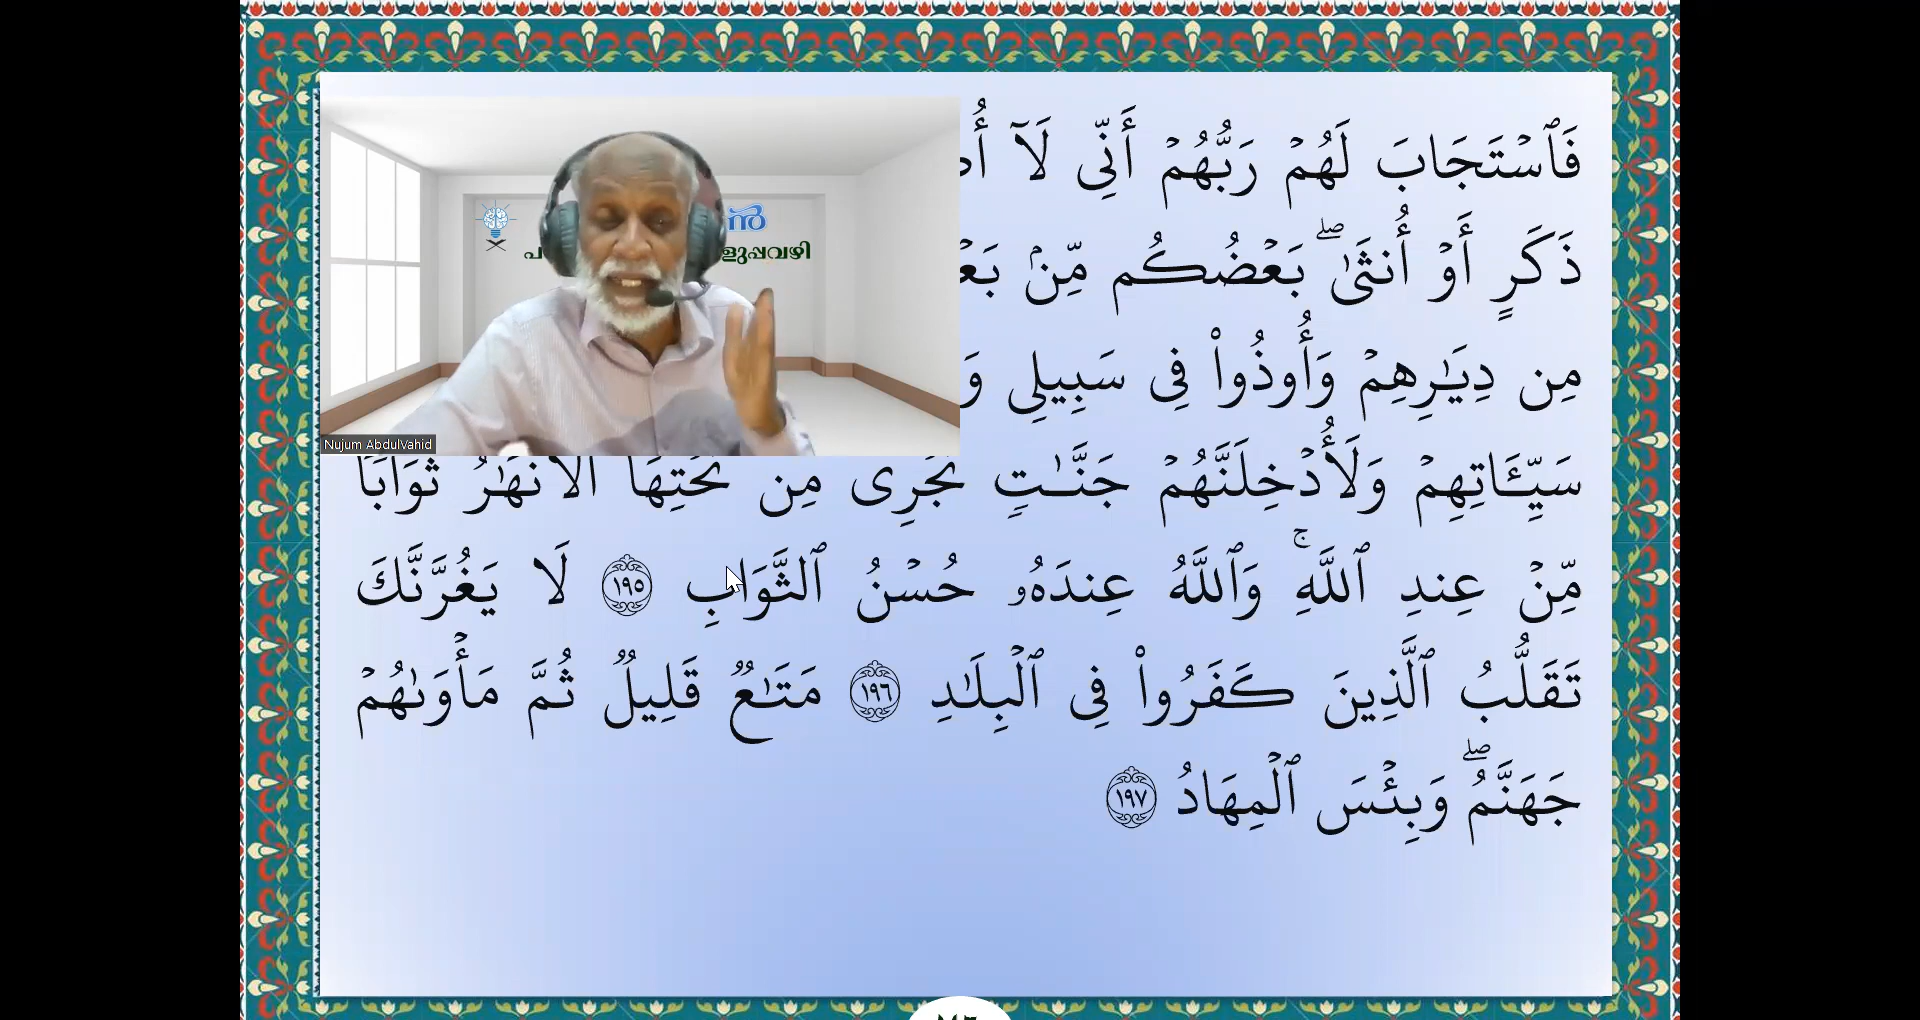 فَٱسۡتَجَابَ لَهُمۡ رَبُّهُمۡ أَنِّي لَآ
ذَكَرٍ أَوۡ أُنثَىٰۖ بَعۡضُكُم مِّنۢ
مِن دِيَٰرِهِمۡ وَأُوذُواْ فِي سَبِيلِي
سَيِّـَٔاتِهِمۡ وَلَأُدۡخِلَنَّهُمۡ جَنَّٰتٖ تَجۡرِي مِن تَحۡتِهَا ٱلۡأَنۡهَٰرُ ثَوَابٗا
مِّنۡ عِندِ ٱللَّهِۚ وَٱللَّهُ عِندَهُۥ حُسۡنُ ٱلثَّوَابِ ١٩٥ لَا يَغُرَّنَّكَ
تَقَلُّبُ ٱلَّذِينَ كَفَرُواْ فِي ٱلۡبِلَٰدِ ١٩٦ مَتَٰعٞ قَلِيلٞ ثُمَّ مَأۡوَىٰهُمۡ
جَهَنَّمُۖ وَبِئۡسَ ٱلۡمِهَادُ ١٩٧
Nujum AbdulVahid